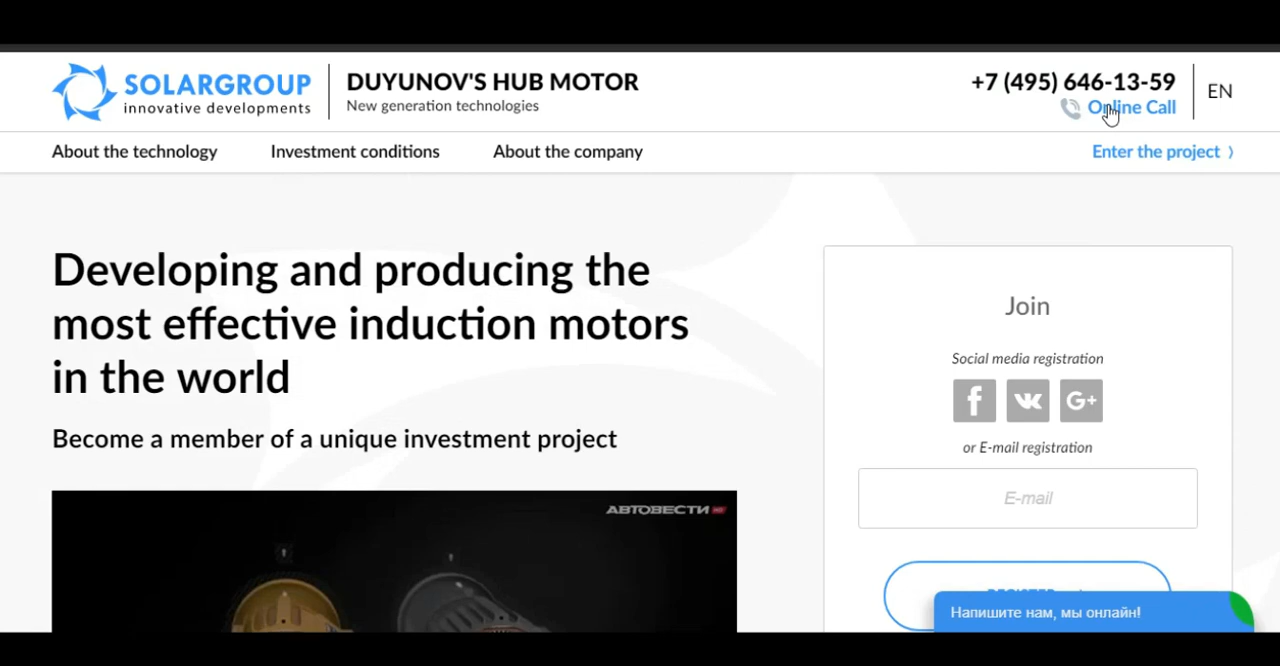 SOLARGROUP
innovative developments
DUYUNOV'S HUB MOTOR
New generation technologies
+7 (495) 646-13-59
Online Call
EN
About the technology
Investment conditions
About the company
Enter the project
Developing and producing the
most effective induction motors
in the world
Become a member of a unique investment project
АВТОВЕСТИ
Join
Social media registration
f
G+
or E-mail registration
E-mail
REGISTER
Напишите нам, мы онлайн!